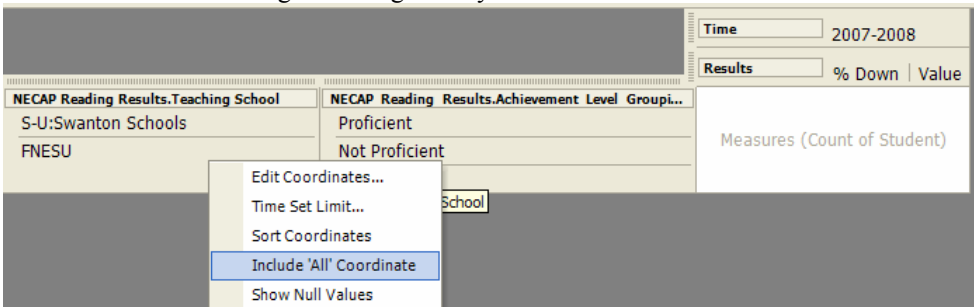 Time 2007-2008
Results % Down Value
NECAP Reading Results.Teaching School NECAP Reading Results.Achievement Level Groupi...
S-U:Swanton Schools Proficient
Measures (Count of Student)
FNESU Not Proficient
Edit Coordinates...
Time Set Limit...
School
Sort Coordinates
Include 'All' Coordinate
Show Null Values